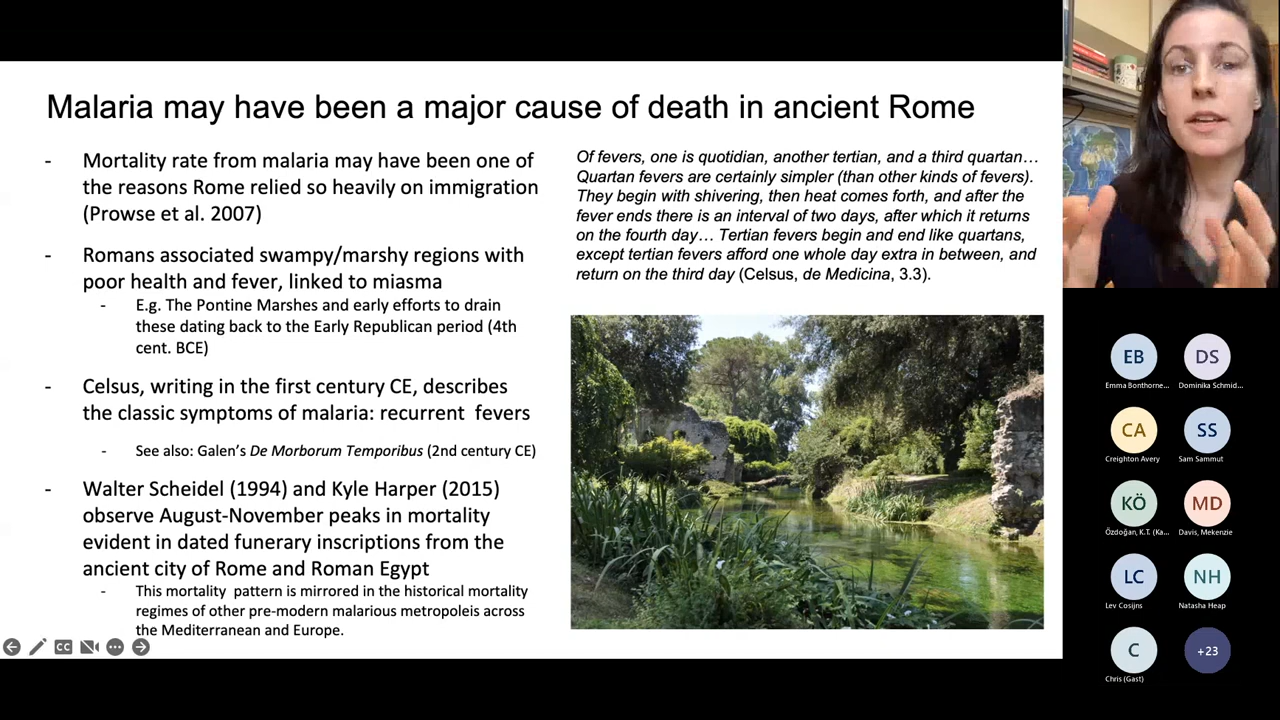 Malaria may have been a major cause of death in ancient Rome
- Mortality rate from malaria may have been one of
the reasons Rome relied so heavily on immigration
(Prowse et al. 2007)
- Romans associated swampy/marshy regions with
poor health and fever, linked to miasma
- E.g. The Pontine Marshes and early efforts to drain
these dating back to the Early Republican period (4th
cent. BCE)
- Celsus, writing in the first century CE, describes
the classic symptoms of malaria: recurrent fevers
- See also: Galen's De Morborum Temporibus (2nd century CE)
- Walter Scheidel (1994) and Kyle Harper (2015)
observe August-November peaks in mortality
evident in dated funerary inscriptions from the
ancient city of Rome and Roman Egypt
- This mortality pattern is mirrored in the historical mortality
regimes of other pre-modern malarious metropoleis across
the Mediterranean and Europe.
Of fevers, one is quotidian, another tertian, and a third quartan…
Quartan fevers are certainly simpler (than other kinds of fevers).
They begin with shivering, then heat comes forth, and after the
fever ends there is an interval of two days, after which it returns
on the fourth day… Tertian fevers begin and end like quartans,
except tertian fevers afford one whole day extra in between, and
return on the third day (Celsus, de Medicina, 3.3).
CC
EB
Emma Bonthorne...
DS
Dominika Schmid...
CA
Creighton Avery
SS
Sam Sammut
KÖ
Özdoğan, K.T. (Ka...
MD
Davis, Mekenzie
LC
Lev Cosijns
NH
Natasha Heap
C
Chris (Gast)
+23